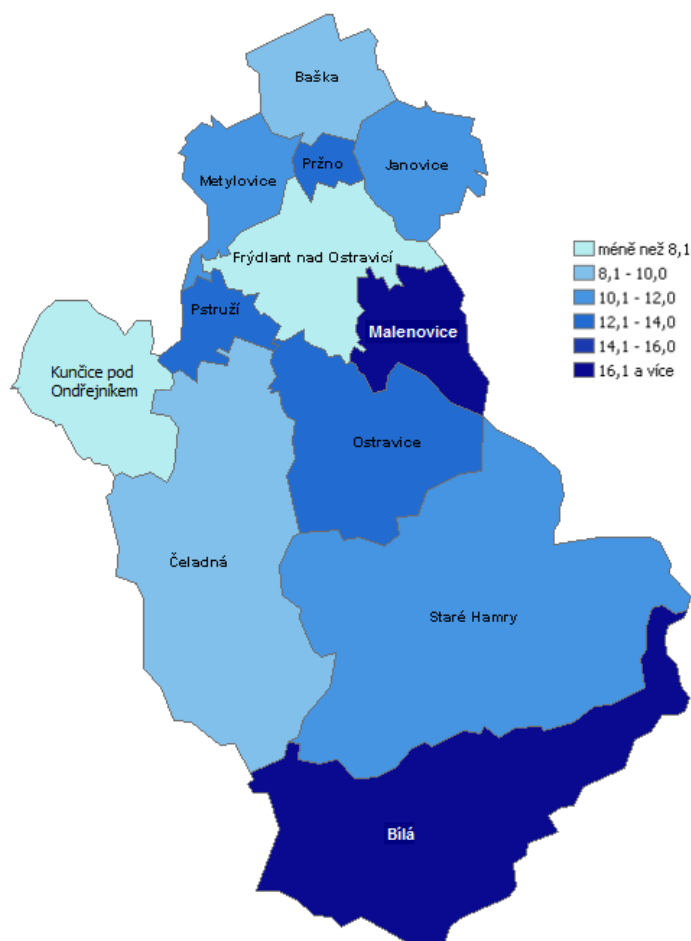 Baška
Pržno
Janovice
Metylovice
Frýdlant nad Ostravicí
méně než 8,1
8,1 - 10,0
10,1 - 12,0
12,1 - 14,0
14,1 - 16,0
16,1 a více
Pstruží
Malenovice
Kunčice pod
Ondřejníkem
Ostravice
Čeladná
Staré Hamry
Bílá